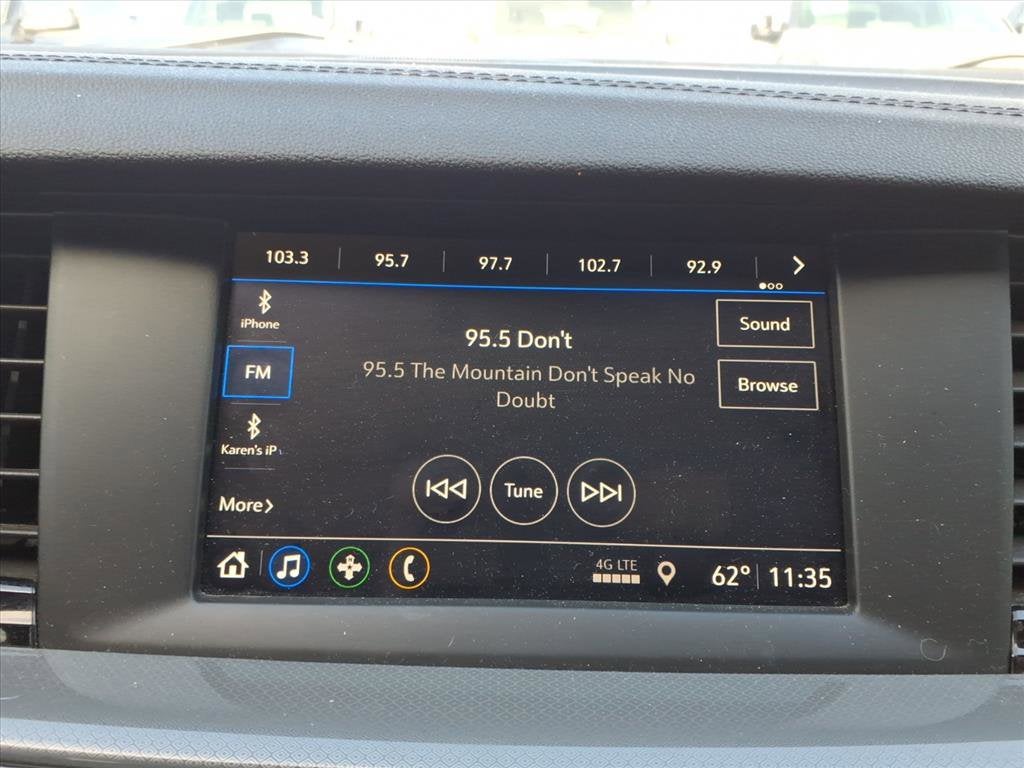 103.3 95.7 97.7 102.7 92.9
iPhone
FM
Karen's iP
More
95.5 Don't
95.5 The Mountain Don't Speak No
Doubt
Sound
Browse
Tune
4G LTE
62° 11:35